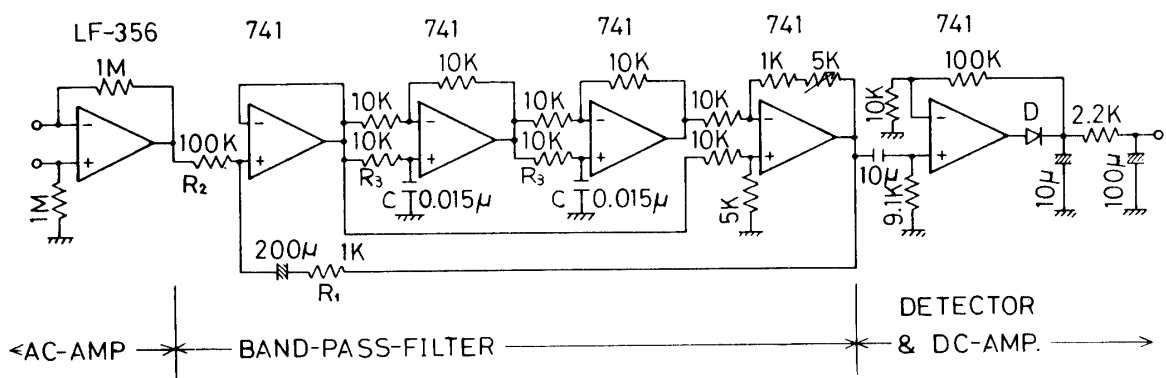 LF-356 741 741 741 741
1M 10K 10K 1K 5K 100K
100K 10K 10K 10K 10K D 2.2K
- - - - - -
+ + + + + +
R₂ 10K 10K 10K
1M R₃ R₃ 5K 10μ 9.1K 10μ 100μ
C 0.015μ C 0.015μ
200μ 1K
R₁
DETECTOR
AC-AMP BAND-PASS-FILTER & DC-AMP.